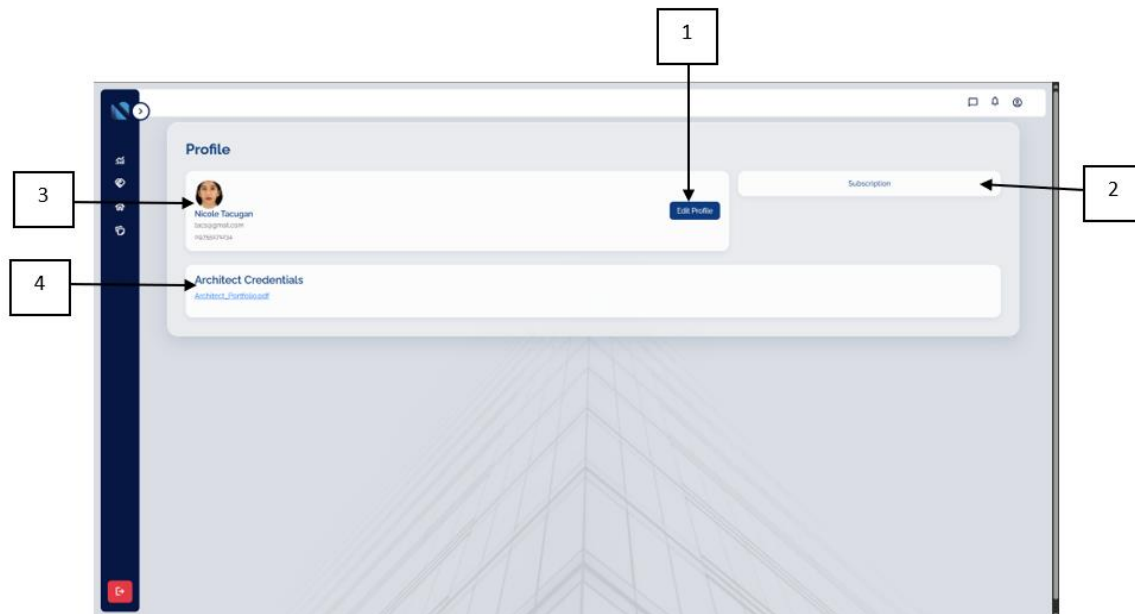 1
Profile
3
Nicole Tacugan
Edit Profile
Subscription
2
4
Architect Credentials
Architect_Portfolio.pdf